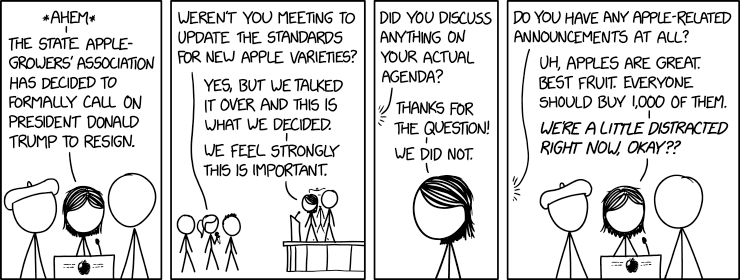 *AHEM*
THE STATE APPLE-
GROWERS' ASSOCIATION
HAS DECIDED TO
FORMALLY CALL ON
PRESIDENT DONALD
TRUMP TO RESIGN.
WEREN'T YOU MEETING TO
UPDATE THE STANDARDS
FOR NEW APPLE VARIETIES?
YES, BUT WE TALKED
IT OVER AND THIS IS
WHAT WE DECIDED.
WE FEEL STRONGLY
THIS IS IMPORTANT.
DID YOU DISCUSS
ANYTHING ON
YOUR ACTUAL
AGENDA?
THANKS FOR
THE QUESTION!
WE DID NOT.
DO YOU HAVE ANY APPLE-RELATED
ANNOUNCEMENTS AT ALL?
UH, APPLES ARE GREAT.
BEST FRUIT. EVERYONE
SHOULD BUY 1,000 OF THEM.
WE'RE A LITTLE DISTRACTED
RIGHT NOW, OKAY??